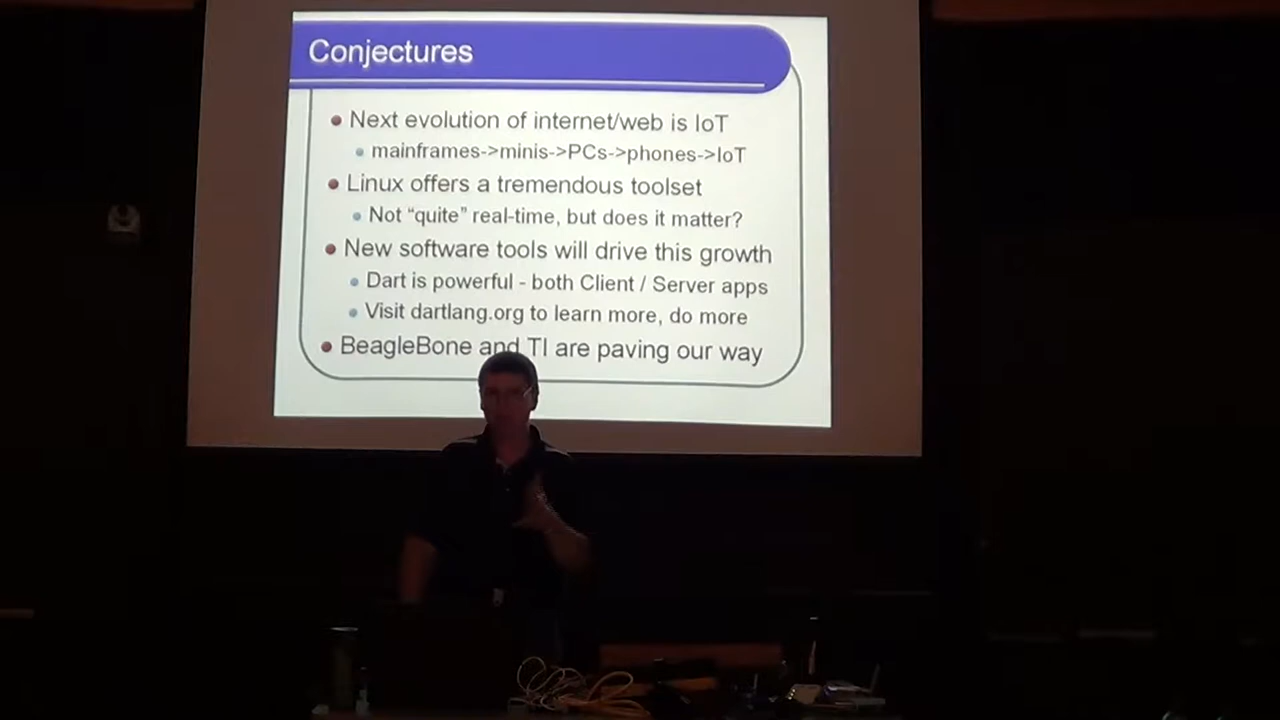 Conjectures
Next evolution of internet/web is IoT
mainframes->minis->PCs->phones->IoT
Linux offers a tremendous toolset
Not “quite” real-time, but does it matter?
New software tools will drive this growth
Dart is powerful - both Client / Server apps
Visit dartlang.org to learn more, do more
BeagleBone and TI are paving our way